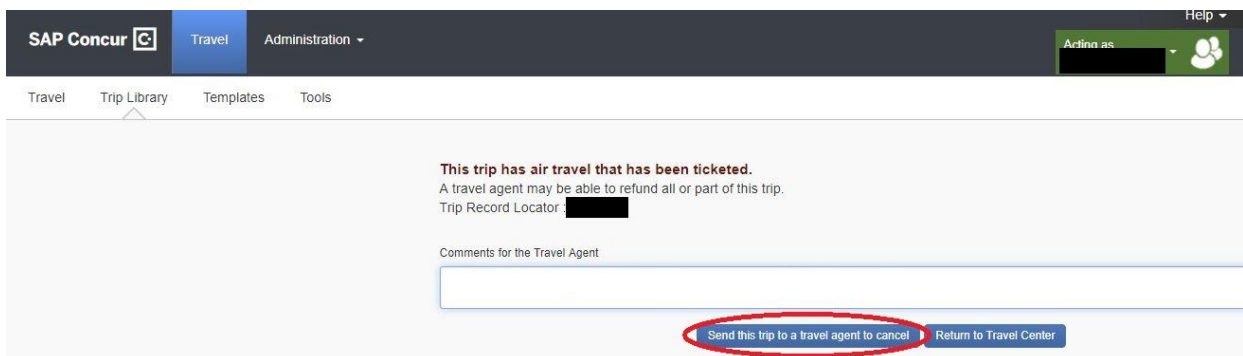 Help
SAP Concur C Travel Administration
Acting as
Travel Trip Library Templates Tools
This trip has air travel that has been ticketed.
A travel agent may be able to refund all or part of this trip.
Trip Record Locator :
Comments for the Travel Agent
Send this trip to a travel agent to cancel Return to Travel Center